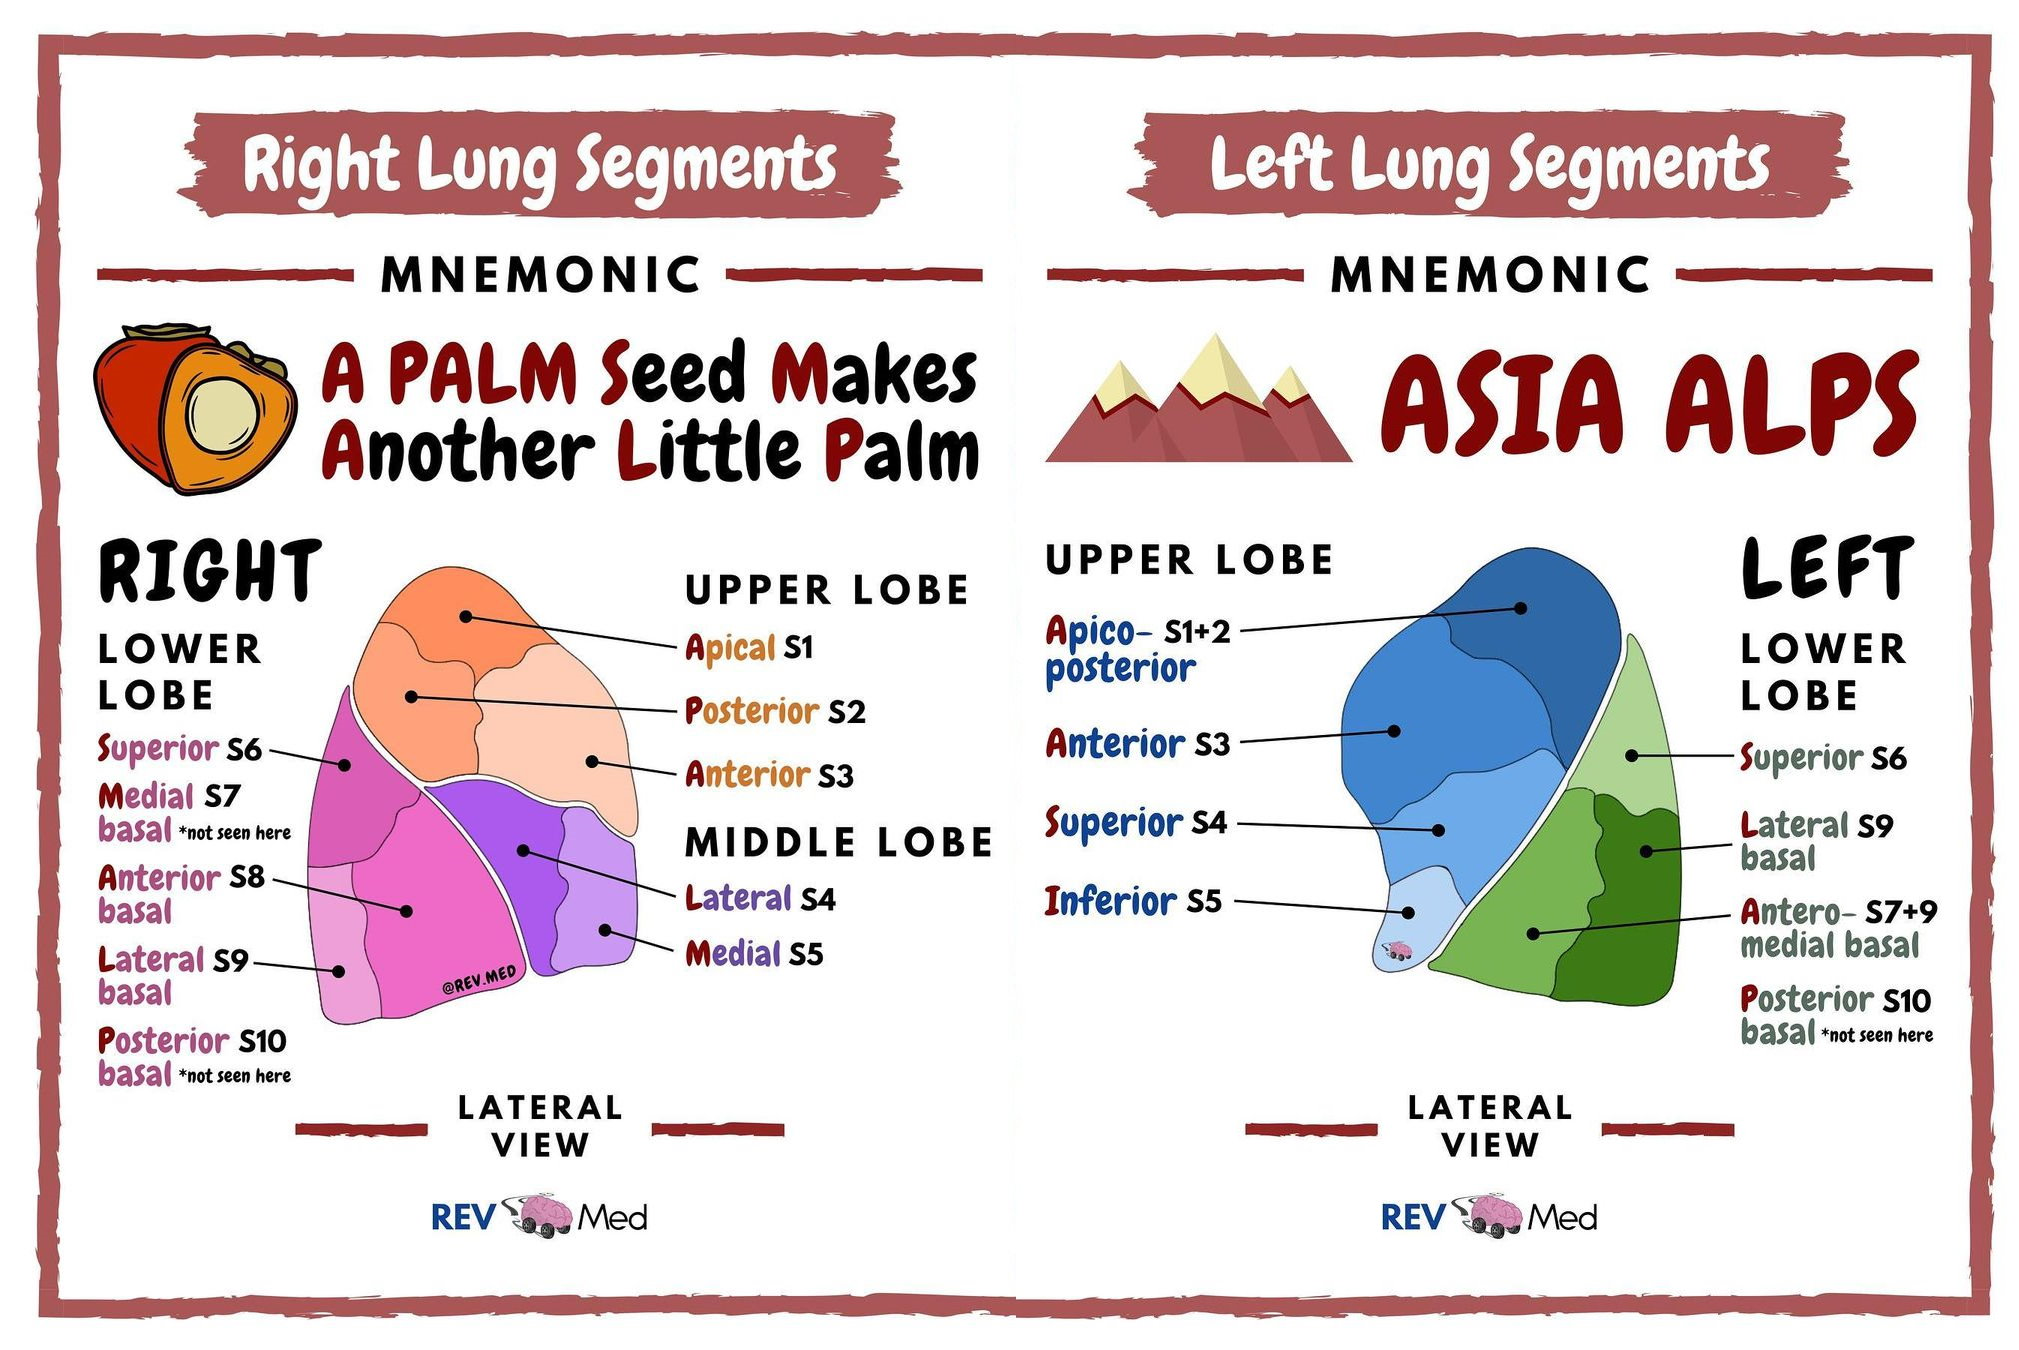 Right Lung Segments
MNEMONIC
A PALM Seed Makes
Another Little Palm
RIGHT
UPPER LOBE
Apical S1
Posterior S2
Anterior S3
MIDDLE LOBE
Lateral S4
Medial S5
LOWER
LOBE
Superior S6
Medial S7
basal *not seen here
Anterior S8
basal
Lateral S9
basal
Posterior S10
basal *not seen here
@REV.MED
LATERAL
VIEW
REV Med
Left Lung Segments
MNEMONIC
ASIA ALPS
UPPER LOBE
Apico- S1+2
posterior
Anterior S3
Superior S4
Inferior S5
LEFT
LOWER
LOBE
Superior S6
Lateral S9
basal
Antero- S7+9
medial basal
Posterior S10
basal *not seen here
LATERAL
VIEW
REV Med